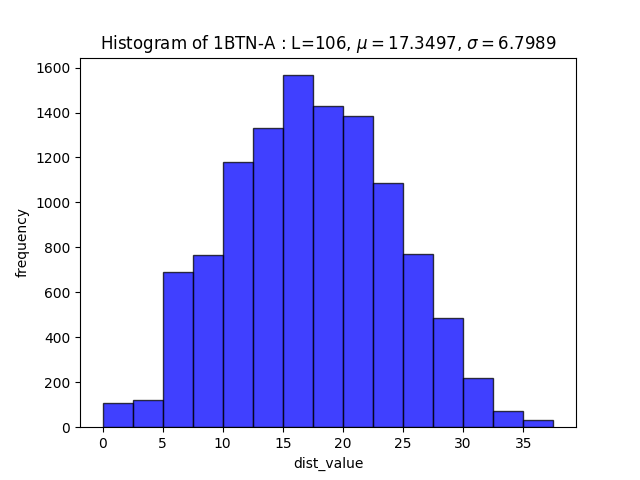 Histogram of 1BTN-A : L=106, μ = 17.3497, σ = 6.7989
1600
1400
1200
1000
800
600
400
200
0
frequency
0 5 10 15 20 25 30 35
dist_value